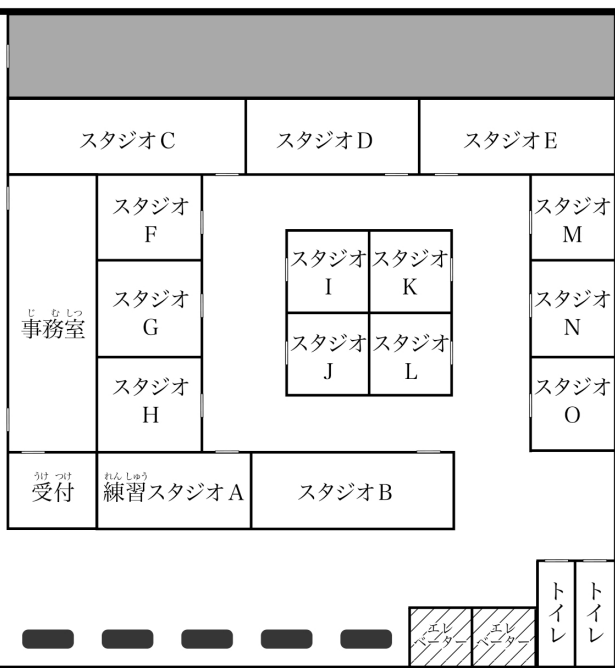 スタジオC
スタジオD
スタジオE
スタジオ
F
スタジオ
M
スタジオ
I
スタジオ
K
じむしつ
事務室
スタジオ
G
スタジオ
N
スタジオ
J
スタジオ
L
スタジオ
H
スタジオ
O
うけつけ
受付
れんしゅう
練習スタジオA
スタジオB
エレ
ベーター
エレ
ベーター
トイレ
トイレ